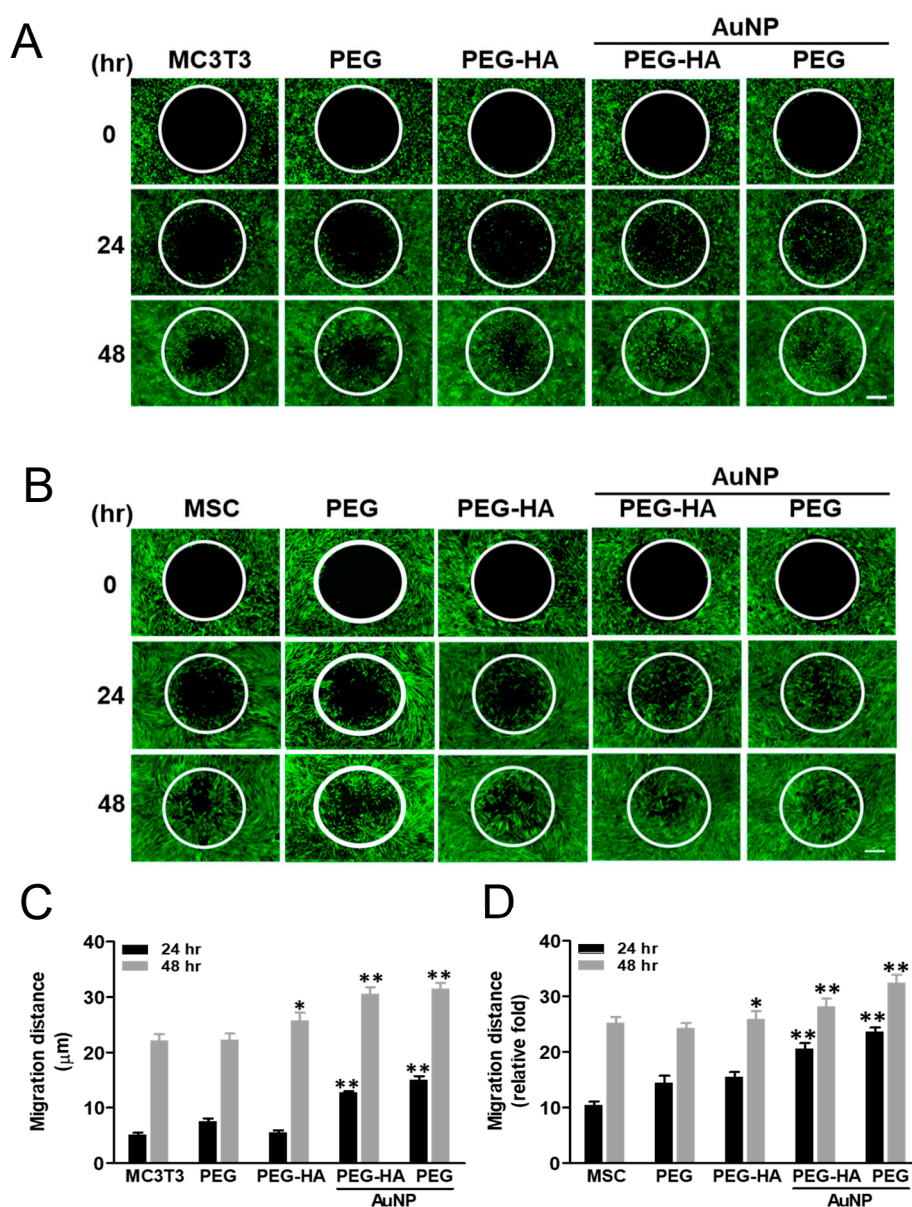 A
AuNP
(hr) MC3T3 PEG PEG-HA PEG-HA PEG
0
24
48
B
AuNP
(hr) MSC PEG PEG-HA PEG-HA PEG
0
24
48
C
Migration distance
(μm)
40
30
20
10
0
24 hr
48 hr
* ** **
** **
MC3T3 PEG PEG-HA PEG-HA PEG
AuNP
D
Migration distance
(relative fold)
40
30
20
10
0
24 hr
48 hr
* ** **
** **
MSC PEG PEG-HA PEG-HA PEG
AuNP